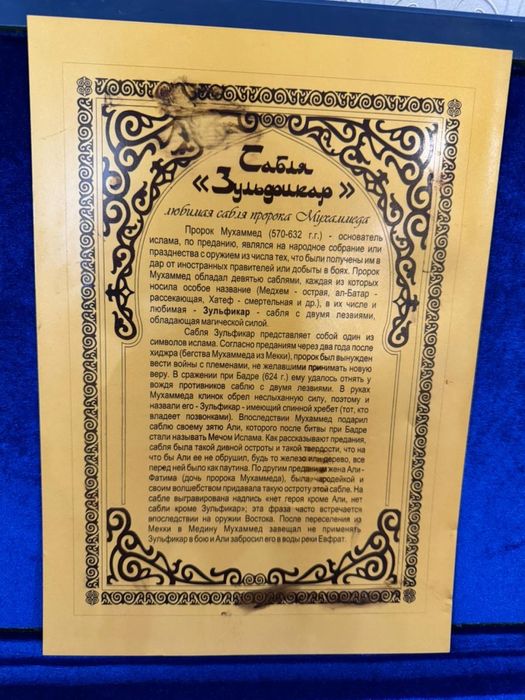 Сабля
«Зульфикар»
любимая сабля пророка Мухаммеда
Пророк Мухаммед (570-632 г.г.) - основатель
ислама, по преданию, являлся на народное собрание или
празднества с оружием из числа тех, что были получены им в
дар от иностранных правителей или добыты в боях. Пророк
Мухаммед обладал девятью саблями, каждая из которых
носила особое название (Медхем - острая, ал-Батар -
рассекающая, Хатеф - смертельная и др.), в их числе и
любимая - Зульфикар - сабля с двумя лезвиями,
обладающая магической силой.
Сабля Зульфикар представляет собой один из
символов ислама. Согласно преданиям через два года после
хиджра (бегства Мухаммеда из Мекки), пророк был вынужден
вести войны с племенами, не желавшими принимать новую
веру. В сражении при Бадре (624 г.) ему удалось отнять у
вождя противников саблю с двумя лезвиями. В руках
Мухаммеда клинок обрел неслыханную силу, поэтому и
назвали его - Зульфикар - имеющий спинной хребет (тот, кто
владеет позвонками). Впоследствии Мухаммед подарил
саблю своему зятю Али, которого после битвы при Бадре
стали называть Мечом Ислама. Как рассказывают предания,
сабля была такой дивной остроты и такой твердости, что на
что бы Али ее не обрушил, будь то железо или дерево, все
перед ней было как паутина. По другим преданиям жена Али -
Фатима (дочь пророка Мухаммеда), была чародейкой и
своим волшебством придавала такую остроту этой сабле. На
сабле выгравирована надпись «нет героя кроме Али, нет
сабли кроме Зульфикар»; эта фраза часто встречается
впоследствии на оружии Востока. После переселения из
Мекки в Медину Мухаммед завещал не применять
Зульфикар в бою и Али забросил его в воды реки Евфрат.